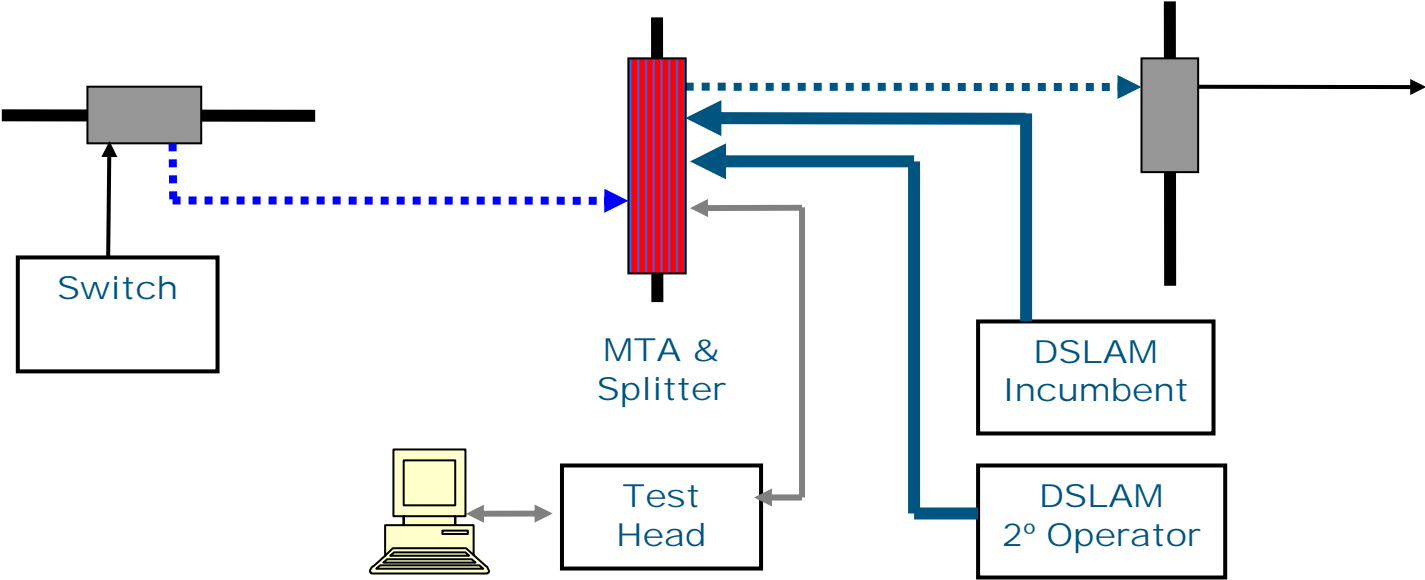 Switch
MTA &
Splitter
DSLAM
Incumbent
Test
Head
DSLAM
2º Operator